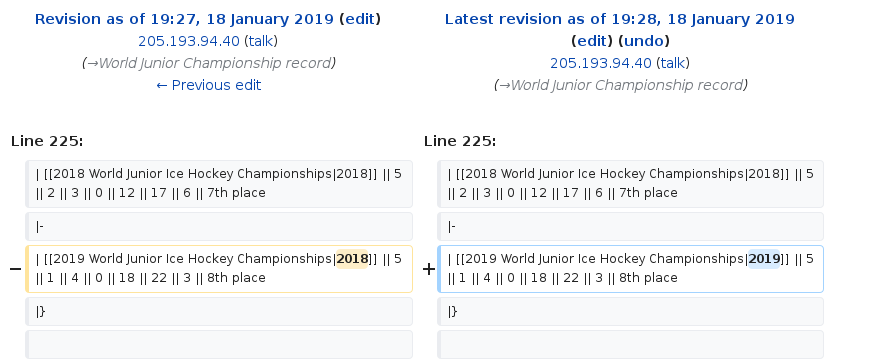 Revision as of 19:27, 18 January 2019 (edit)
205.193.94.40 (talk)
(→World Junior Championship record)
← Previous edit
Latest revision as of 19:28, 18 January 2019
(edit) (undo)
205.193.94.40 (talk)
(→World Junior Championship record)
Line 225:
| [[2018 World Junior Ice Hockey Championships|2018]] || 5
|| 2 || 3 || 0 || 12 || 17 || 6 || 7th place
|-
− | [[2019 World Junior Ice Hockey Championships|2018]] || 5
|| 1 || 4 || 0 || 18 || 22 || 3 || 8th place
|}
Line 225:
| [[2018 World Junior Ice Hockey Championships|2018]] || 5
|| 2 || 3 || 0 || 12 || 17 || 6 || 7th place
|-
+ | [[2019 World Junior Ice Hockey Championships|2019]] || 5
|| 1 || 4 || 0 || 18 || 22 || 3 || 8th place
|}